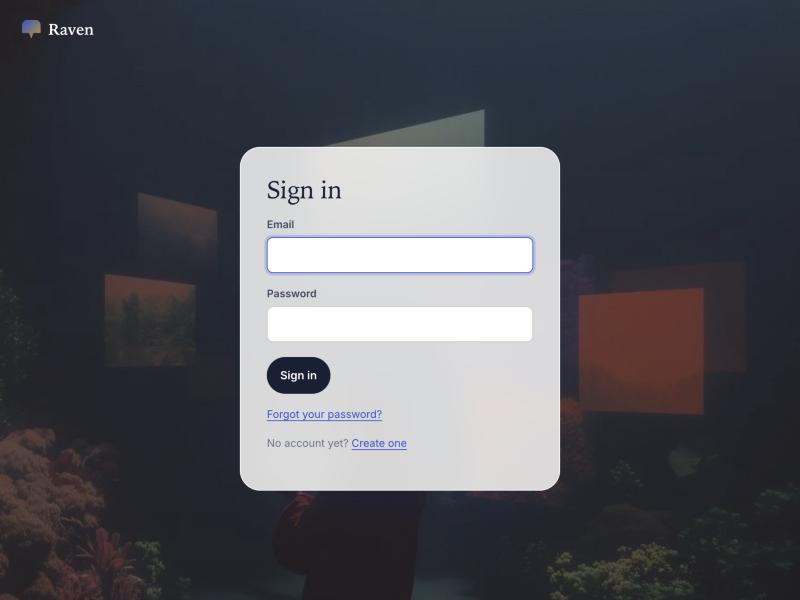 Raven
Sign in
Email
Password
Sign in
Forgot your password?
No account yet? Create one